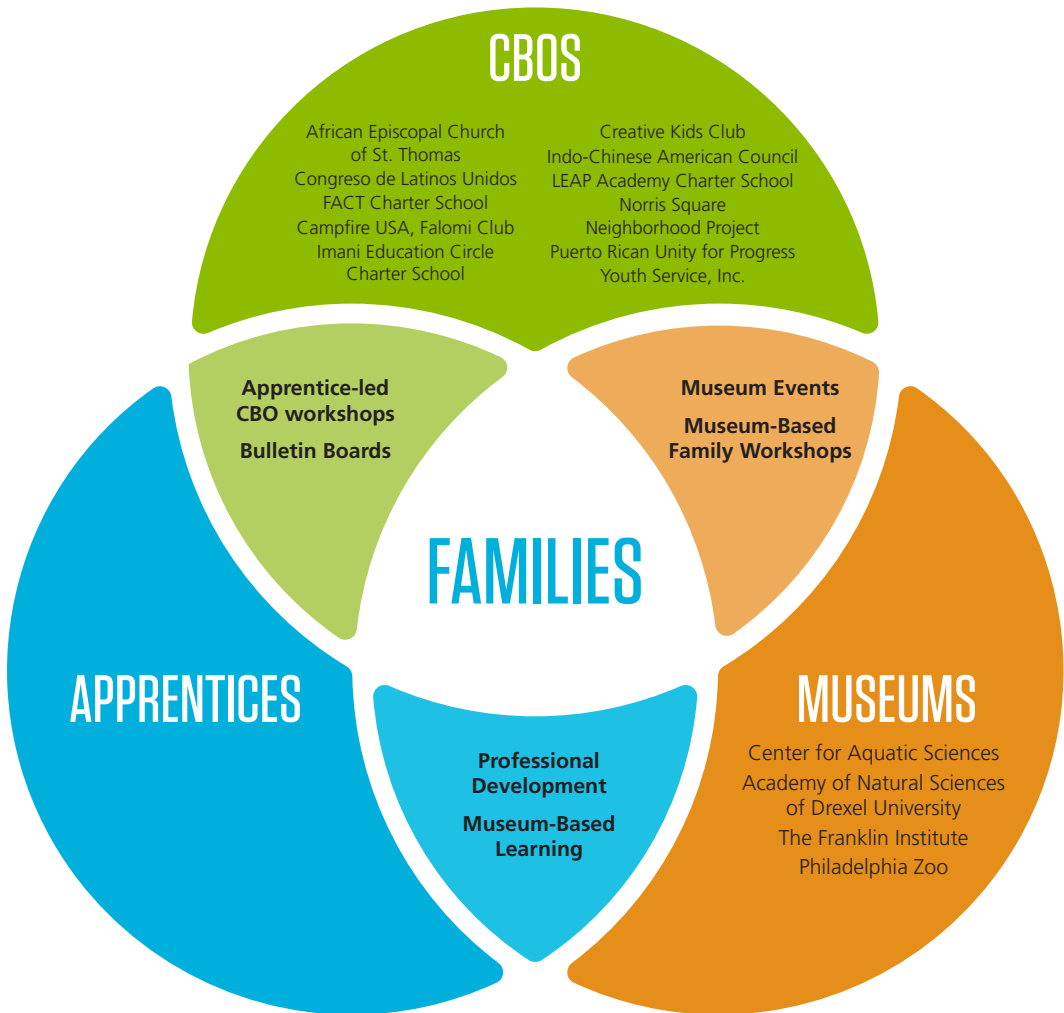 CBOS
African Episcopal Church
of St. Thomas
Congreso de Latinos Unidos
FACT Charter School
Campfire USA, Falomi Club
Imani Education Circle
Charter School
Creative Kids Club
Indo-Chinese American Council
LEAP Academy Charter School
Norris Square
Neighborhood Project
Puerto Rican Unity for Progress
Youth Service, Inc.
Apprentice-led
CBO workshops
Bulletin Boards
Museum Events
Museum-Based
Family Workshops
FAMILIES
APPRENTICES
MUSEUMS
Center for Aquatic Sciences
Academy of Natural Sciences
of Drexel University
The Franklin Institute
Philadelphia Zoo
Professional
Development
Museum-Based
Learning